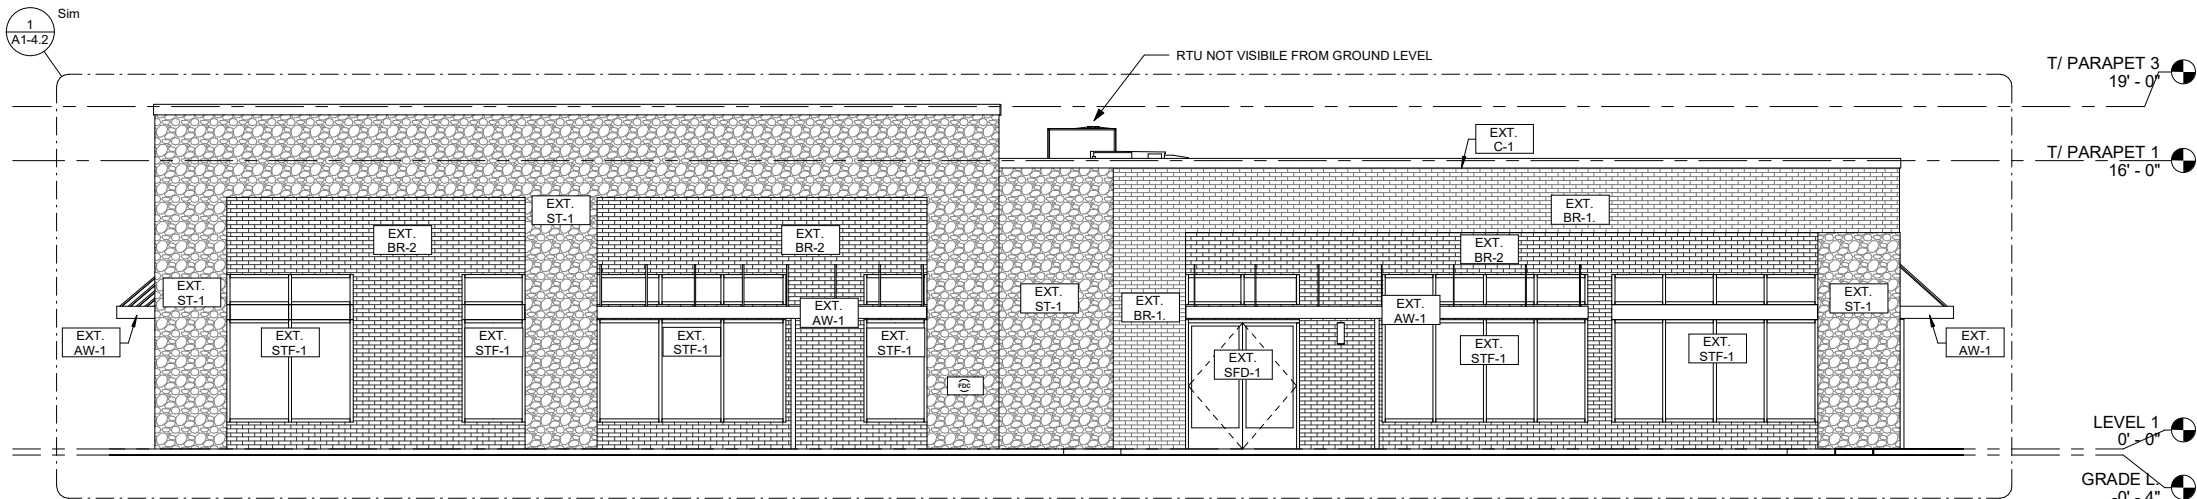 1
A1-4.2
Sim
RTU NOT VISIBILE FROM GROUND LEVEL
T/ PARAPET 3
19' - 0"
EXT.
C-1
T/ PARAPET 1
16' - 0"
EXT.
ST-1
EXT.
BR-1.
EXT.
BR-2
EXT.
BR-2
EXT.
BR-2
EXT.
ST-1
EXT.
ST-1
EXT.
ST-1
EXT.
BR-1.
EXT.
AW-1
EXT.
AW-1
EXT.
AW-1
EXT.
STF-1
EXT.
STF-1
EXT.
STF-1
EXT.
STF-1
EXT.
STF-1
EXT.
STF-1
EXT.
AW-1
EXT.
SFD-1
FDC
LEVEL 1
0' - 0"
GRADE L.
-0' - 4"